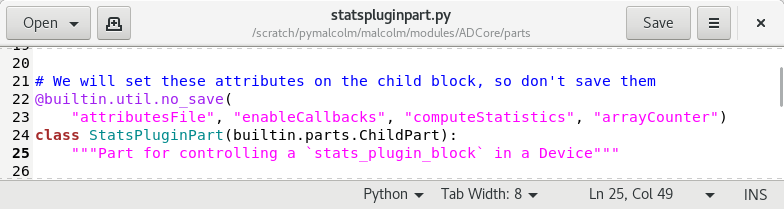 Open
statspluginpart.py
/scratch/pymalcolm/malcolm/modules/ADCore/parts
Save
20
21 # We will set these attributes on the child block, so don't save them
22 @builtin.util.no_save(
23     "attributesFile", "enableCallbacks", "computeStatistics", "arrayCounter")
24 class StatsPluginPart(builtin.parts.ChildPart):
25     """Part for controlling a `stats_plugin_block` in a Device"""
26
Python Tab Width: 8 Ln 25, Col 49 INS